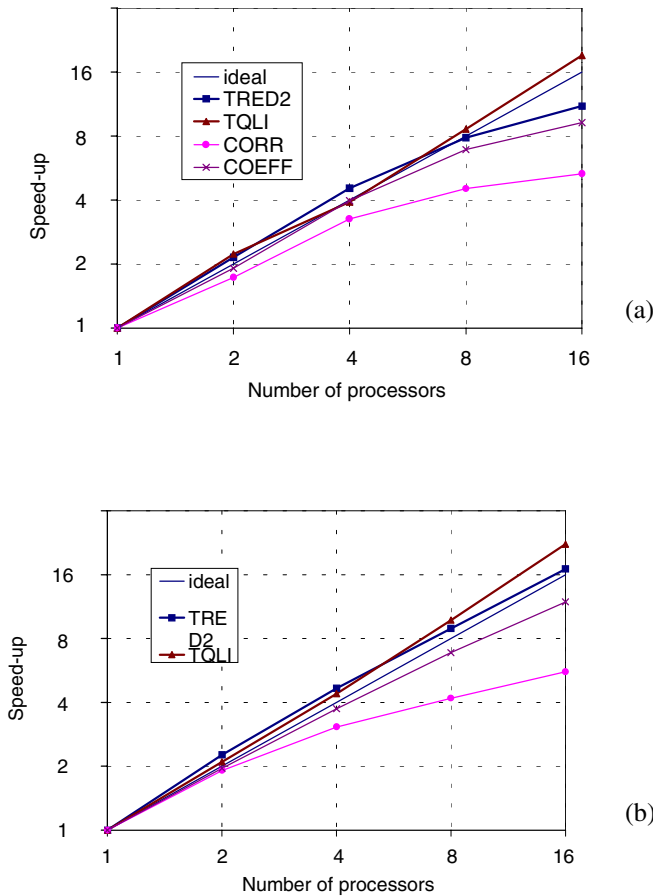 16
8
4
2
1
Speed-up
ideal
TRED2
TQLI
CORR
COEFF
1 2 4 8 16
Number of processors
(a)
16
8
4
2
1
Speed-up
ideal
TRE
D2
TQLI
1 2 4 8 16
Number of processors
(b)